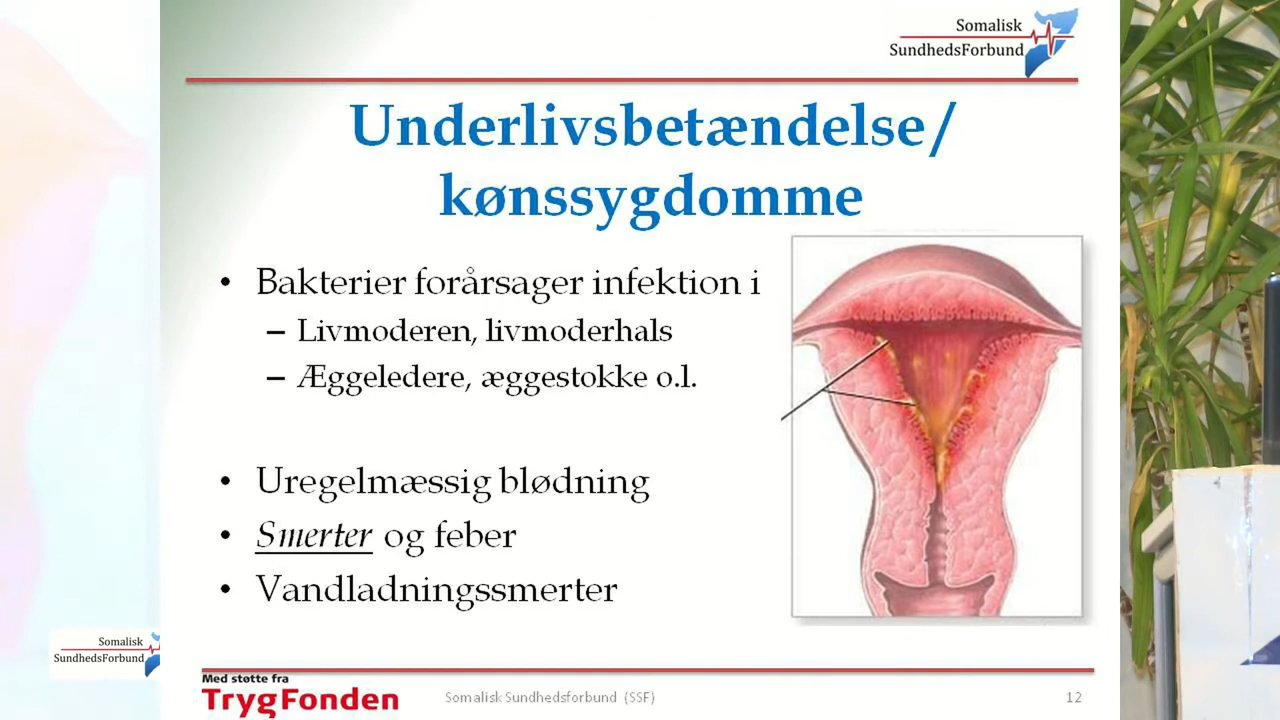 Somalisk
SundhedsForbund
Underlivsbetændelse/
kønssygdomme
• Bakterier forårsager infektion i
– Livmoderen, livmoderhals
– Æggeledere, æggestokke o.l.
• Uregelmæssig blødning
• Smerter og feber
• Vandladningssmerter
Somalisk
SundhedsForbund
Med støtte fra
TrygFonden
Somalisk Sundhedsforbund (SSF)
12